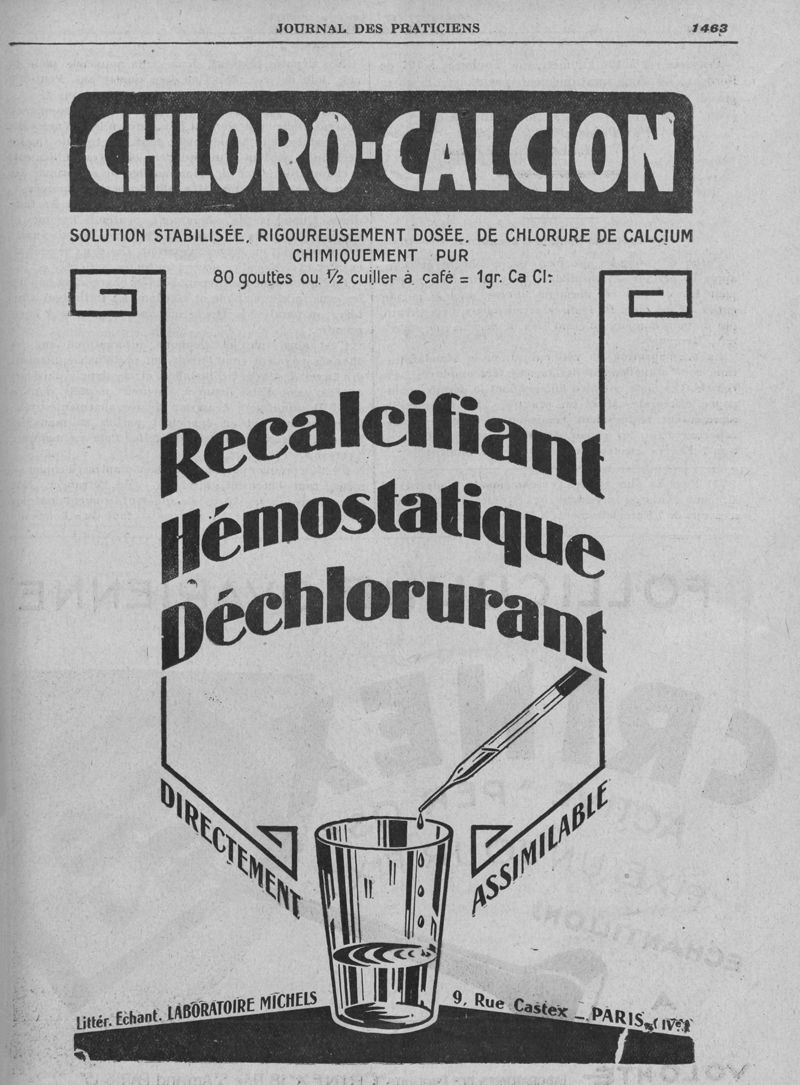 JOURNAL DES PRATICIENS 1463
CHLORO-CALCION
SOLUTION STABILISÉE, RIGOUREUSEMENT DOSÉE, DE CHLORURE DE CALCIUM
CHIMIQUEMENT PUR
80 gouttes ou 1/2 cuiller à café = 1gr. Ca Cl²
Recalcifiant
Hémostatique
Déchlorurant
DIRECTEMENT
ASSIMILABLE
Littér. Échant. LABORATOIRE MICHELS 9, Rue Castex _ PARIS (IVe)